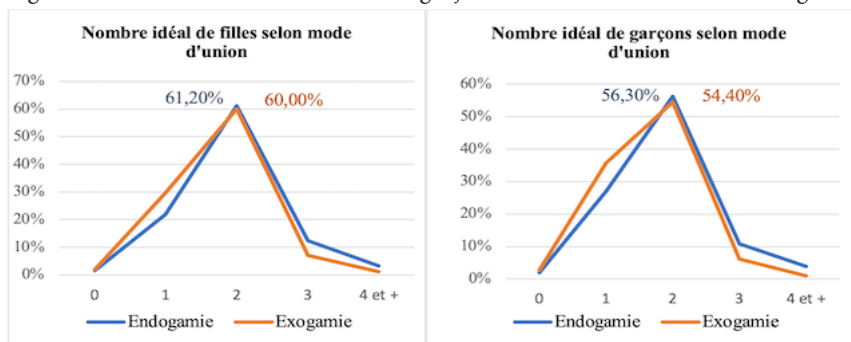 Nombre idéal de filles selon mode
d'union
70%
60%
50%
40%
30%
20%
10%
0%
61,20%
60,00%
0 1 2 3 4 et +
Endogamie Exogamie
Nombre idéal de garçons selon mode
d'union
60%
50%
40%
30%
20%
10%
0%
56,30%
54,40%
0 1 2 3 4 et +
Endogamie Exogamie